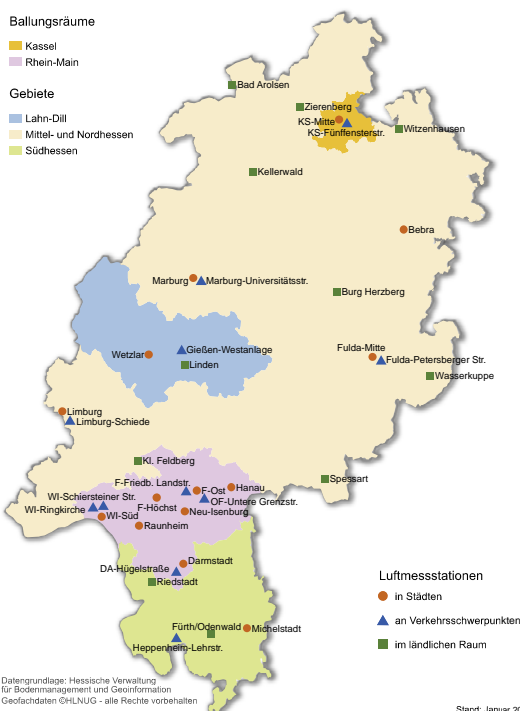 Ballungsräume
Kassel
Rhein-Main
Gebiete
Lahn-Dill
Mittel- und Nordhessen
Südhessen
Bad Arolsen
Zierenberg
KS-Mitte
KS-Fünffensterstr.
Witzenhausen
Kellerwald
Bebra
Marburg
Marburg-Universitätsstr.
Burg Herzberg
Gießen-Westanlage
Wetzlar
Linden
Fulda-Mitte
Fulda-Petersberger Str.
Wasserkuppe
Limburg
Limburg-Schiede
Kl. Feldberg
Spessart
F-Friedb. Landstr.
F-Ost
Hanau
WI-Schiersteiner Str.
OF-Untere Grenzstr.
WI-Ringkirche
F-Höchst
WI-Süd
Neu-Isenburg
Raunheim
Darmstadt
DA-Hügelstraße
Riedstadt
Fürth/Odenwald
Michelstadt
Heppenheim-Lehrstr.
Luftmessstationen
in Städten
an Verkehrsschwerpunkten
im ländlichen Raum
Datengrundlage: Hessische Verwaltung
für Bodenmanagement und Geoinformation
Geofachdaten ©HLNUG - alle Rechte vorbehalten
Stand: Januar 20